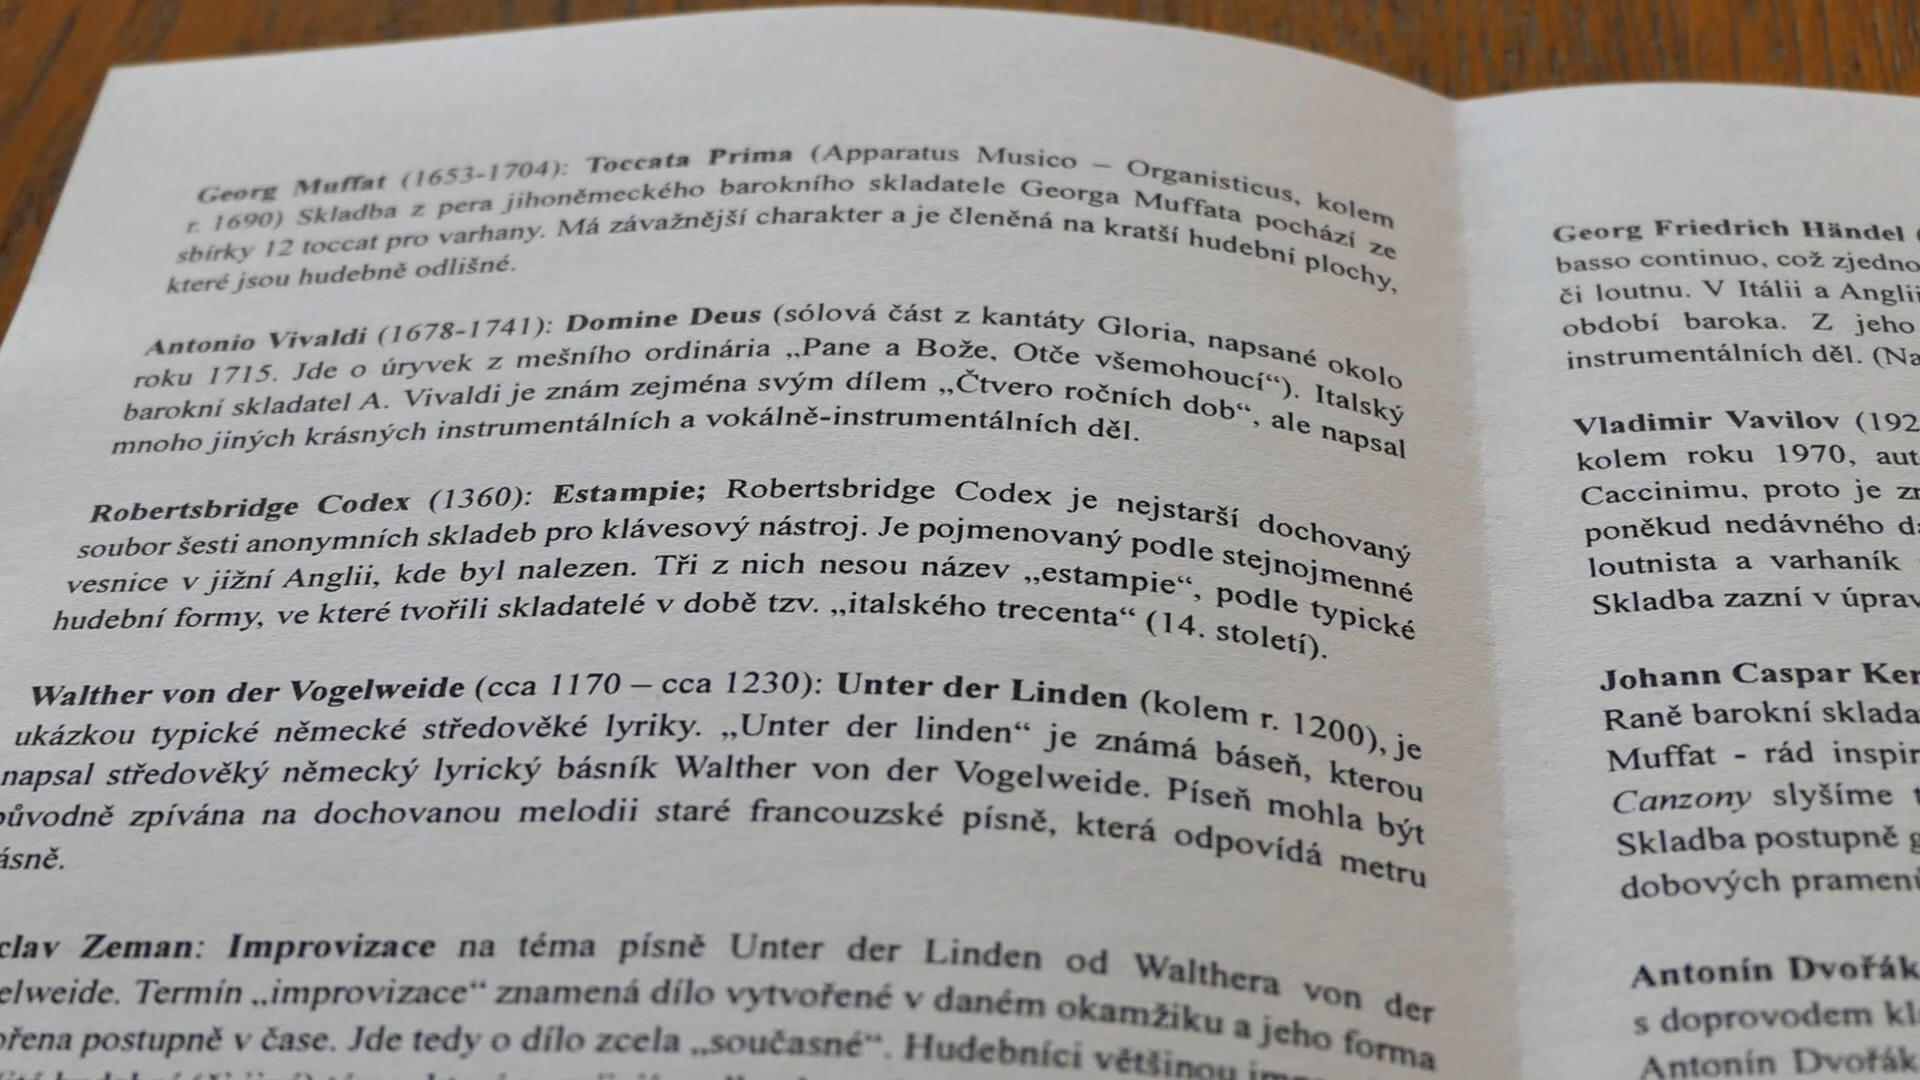 Georg Muffat (1653-1704): Toccata Prima (Apparatus Musico – Organisticus, kolem
r. 1690) Skladba z pera jihoněmeckého barokního skladatele Georga Muffata pochází ze
sbírky 12 toccat pro varhany. Má závažnější charakter a je členěná na kratší hudební plochy,
které jsou hudebně odlišné.
Antonio Vivaldi (1678-1741): Domine Deus (sólová část z kantáty Gloria, napsané okolo
roku 1715. Jde o úryvek z mešního ordinária „Pane a Bože, Otče všemohoucí“). Italský
barokní skladatel A. Vivaldi je znám zejména svým dílem „Čtvero ročních dob“, ale napsal
mnoho jiných krásných instrumentálních a vokálně-instrumentálních děl.
Robertsbridge Codex (1360): Estampie; Robertsbridge Codex je nejstarší dochovaný
soubor šesti anonymních skladeb pro klávesový nástroj. Je pojmenovaný podle stejnojmenné
vesnice v jižní Anglii, kde byl nalezen. Tři z nich nesou název „estampie“, podle typické
hudební formy, ve které tvořili skladatelé v době tzv. „italského trecenta“ (14. století).
Walther von der Vogelweide (cca 1170 – cca 1230): Unter der Linden (kolem r. 1200), je
ukázkou typické německé středověké lyriky. „Unter der linden“ je známá báseň, kterou
napsal středověký německý lyrický básník Walther von der Vogelweide. Píseň mohla být
původně zpívána na dochovanou melodii staré francouzské písně, která odpovídá metru
ásně.
clav Zeman: Improvizace na téma písně Unter der Linden od Walthera von der
elweide. Termín „improvizace“ znamená dílo vytvořené v daném okamžiku a jeho forma
ořena postupně v čase. Jde tedy o dílo zcela „současné“. Hudebníci většinou
Georg Friedrich Händel (
basso continuo, což zjedno
či loutnu. V Itálii a Anglii
období baroka. Z jeho
instrumentálních děl. (Na
Vladimir Vavilov (192
kolem roku 1970, aut
Caccinimu, proto je zn
poněkud nedávného da
loutnista a varhaník
Skladba zazní v úprav
Johann Caspar Ker
Raně barokní sklada
Muffat - rád inspir
Canzony slyšíme t
Skladba postupně g
dobových pramenů
Antonín Dvořák
s doprovodem kl
Antonín Dvořák